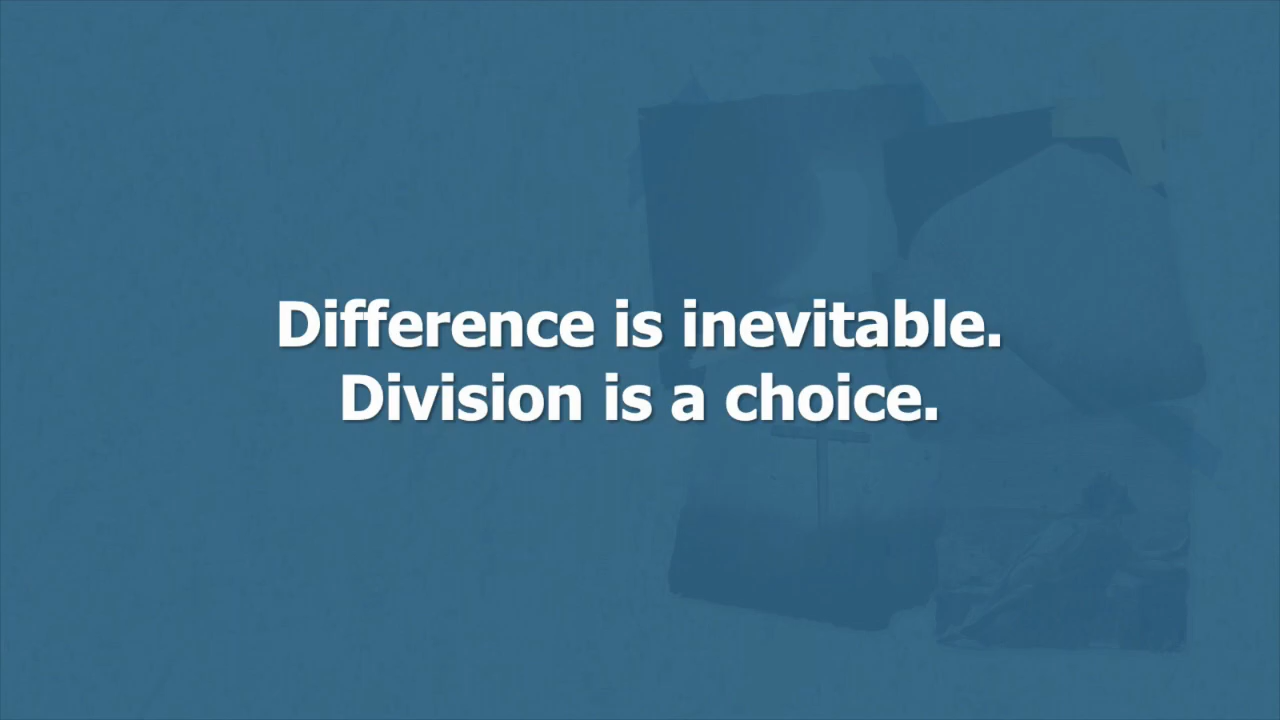 Difference is inevitable.
Division is a choice.